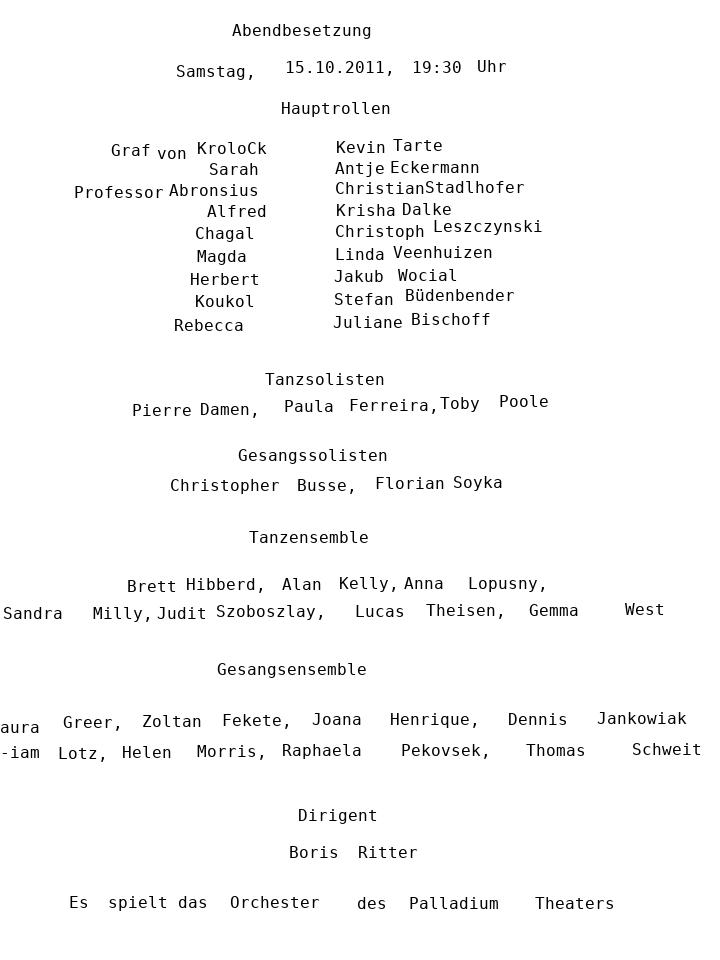 Abendbesetzung
Samstag, 15.10.2011, 19:30 Uhr
Hauptrollen
Graf von KroloCk Kevin Tarte
Sarah Antje Eckermann
Professor Abronsius Christian Stadlhofer
Alfred Krisha Dalke
Chagal Christoph Leszczynski
Magda Linda Veenhuizen
Herbert Jakub Wocial
Koukol Stefan Büdenbender
Rebecca Juliane Bischoff
Tanzsolisten
Pierre Damen, Paula Ferreira, Toby Poole
Gesangssolisten
Christopher Busse, Florian Soyka
Tanzensemble
Brett Hibberd, Alan Kelly, Anna Lopusny,
Sandra Milly, Judit Szoboszlay, Lucas Theisen, Gemma West
Gesangsensemble
aura Greer, Zoltan Fekete, Joana Henrique, Dennis Jankowiak
-iam Lotz, Helen Morris, Raphaela Pekovsek, Thomas Schweit
Dirigent
Boris Ritter
Es spielt das Orchester des Palladium Theaters